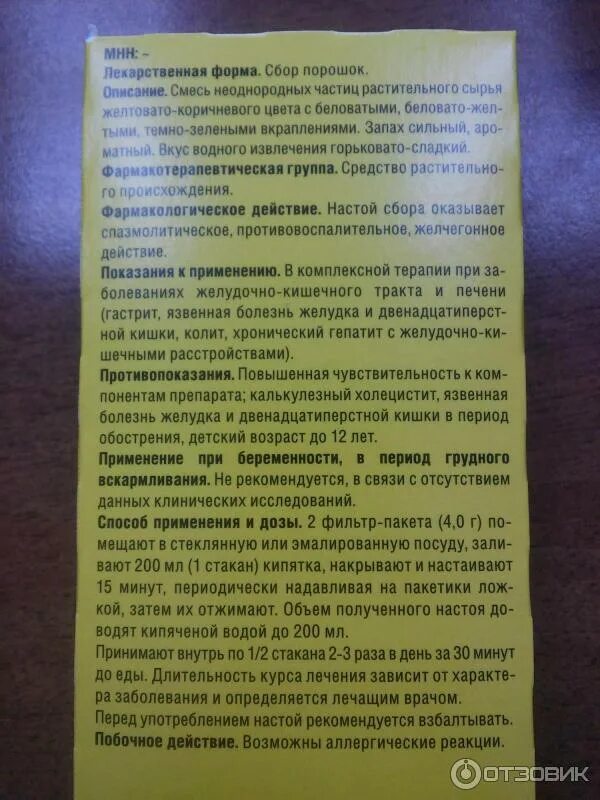 МНН: ~
Лекарственная форма. Сбор порошок.
Описание. Смесь неоднородных частиц растительного сырья
желтовато-коричневого цвета с беловатыми, беловато-жел-
тыми, темно-зелеными вкраплениями. Запах сильный, аро-
матный. Вкус водного извлечения горьковато-сладкий.
Фармакотерапевтическая группа. Средство растительно-
го происхождения.
Фармакологическое действие. Настой сбора оказывает
спазмолитическое, противовоспалительное, желчегонное
действие.
Показания к применению. В комплексной терапии при за-
болеваниях желудочно-кишечного тракта и печени
(гастрит, язвенная болезнь желудка и двенадцатиперст-
ной кишки, колит, хронический гепатит с желудочно-ки-
шечными расстройствами).
Противопоказания. Повышенная чувствительность к ком-
понентам препарата; калькулезный холецистит, язвенная
болезнь желудка и двенадцатиперстной кишки в период
обострения, детский возраст до 12 лет.
Применение при беременности, в период грудного
вскармливания. Не рекомендуется, в связи с отсутствием
данных клинических исследований.
Способ применения и дозы. 2 фильтр-пакета (4,0 г) по-
мещают в стеклянную или эмалированную посуду, зали-
вают 200 мл (1 стакан) кипятка, накрывают и настаивают
15 минут, периодически надавливая на пакетики лож-
кой, затем их отжимают. Объем полученного настоя до-
водят кипяченой водой до 200 мл.
Принимают внутрь по 1/2 стакана 2-3 раза в день за 30 минут
до еды. Длительность курса лечения зависит от характе-
ра заболевания и определяется лечащим врачом.
Перед употреблением настой рекомендуется взбалтывать.
Побочное действие. Возможны аллергические реакции.
ОТЗОВИК